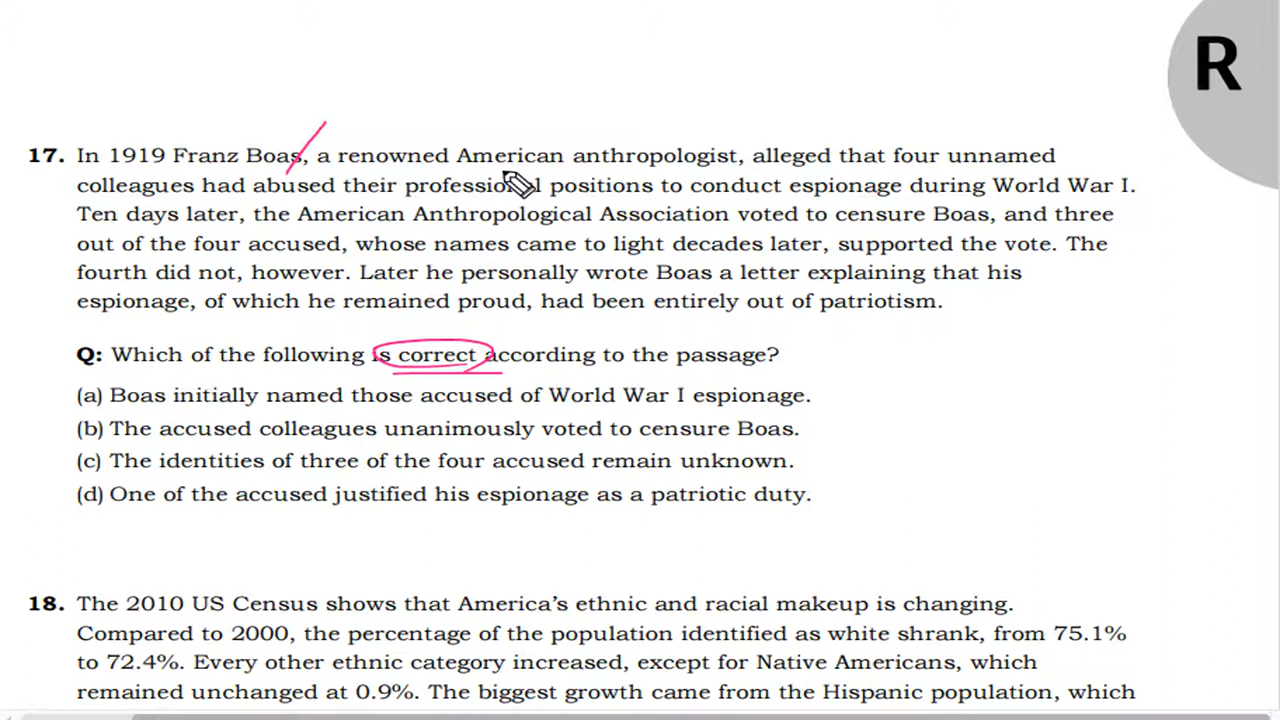 R
17. In 1919 Franz Boas, a renowned American anthropologist, alleged that four unnamed
colleagues had abused their professional positions to conduct espionage during World War I.
Ten days later, the American Anthropological Association voted to censure Boas, and three
out of the four accused, whose names came to light decades later, supported the vote. The
fourth did not, however. Later he personally wrote Boas a letter explaining that his
espionage, of which he remained proud, had been entirely out of patriotism.
Q: Which of the following is correct according to the passage?
(a) Boas initially named those accused of World War I espionage.
(b) The accused colleagues unanimously voted to censure Boas.
(c) The identities of three of the four accused remain unknown.
(d) One of the accused justified his espionage as a patriotic duty.
18. The 2010 US Census shows that America's ethnic and racial makeup is changing.
Compared to 2000, the percentage of the population identified as white shrank, from 75.1%
to 72.4%. Every other ethnic category increased, except for Native Americans, which
remained unchanged at 0.9%. The biggest growth came from the Hispanic population, which